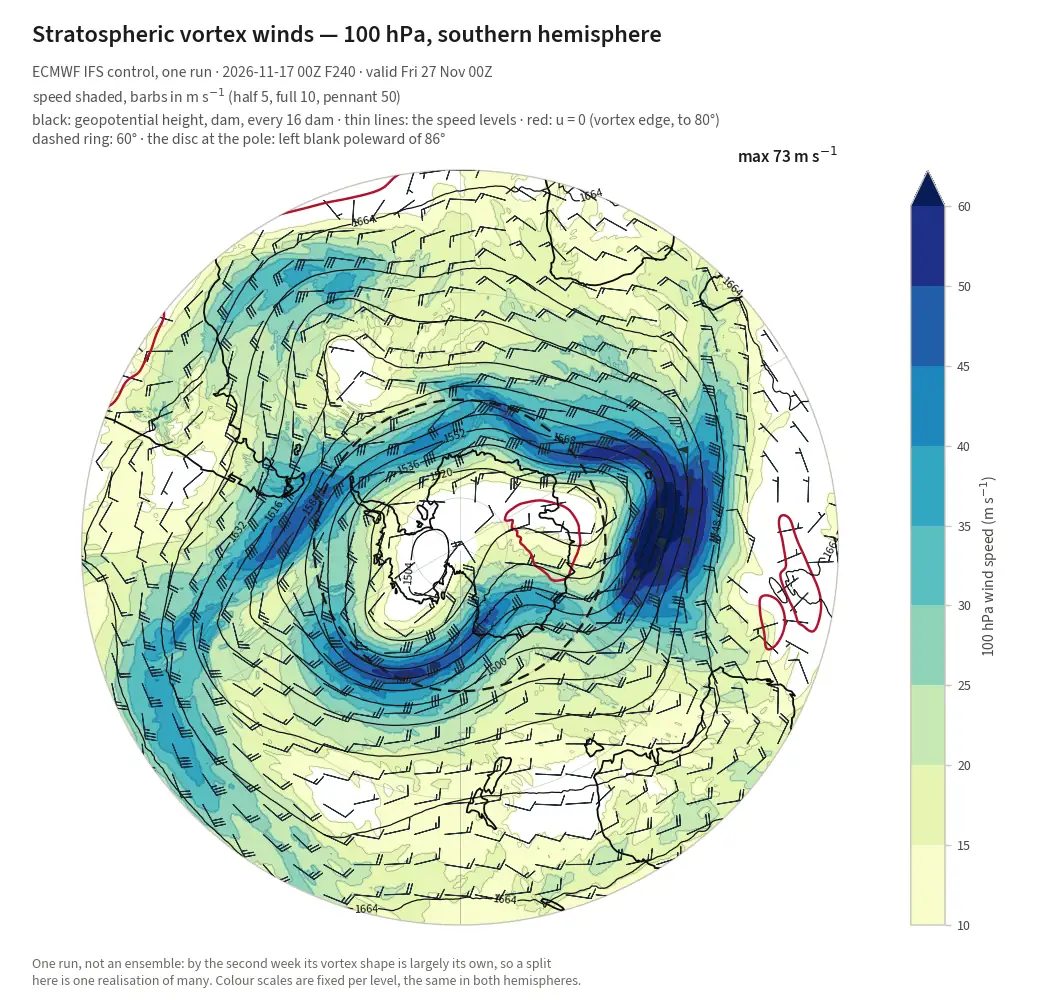 Stratospheric vortex winds — 100 hPa, southern hemisphere
ECMWF IFS control, one run · 2026-11-17 00Z F240 · valid Fri 27 Nov 00Z
speed shaded, barbs in m s⁻¹ (half 5, full 10, pennant 50)
black: geopotential height, dam, every 16 dam · thin lines: the speed levels · red: u = 0 (vortex edge, to 80°)
dashed ring: 60° · the disc at the pole: left blank poleward of 86°
max 73 m s⁻¹
1664
1664
1664
60
50
45
40
35
30
25
20
15
10
100 hPa wind speed (m s⁻¹)
1552
1568
1536
1520
1616
1632
1504
1600
1664
1664
One run, not an ensemble: by the second week its vortex shape is largely its own, so a split
here is one realisation of many. Colour scales are fixed per level, the same in both hemispheres.